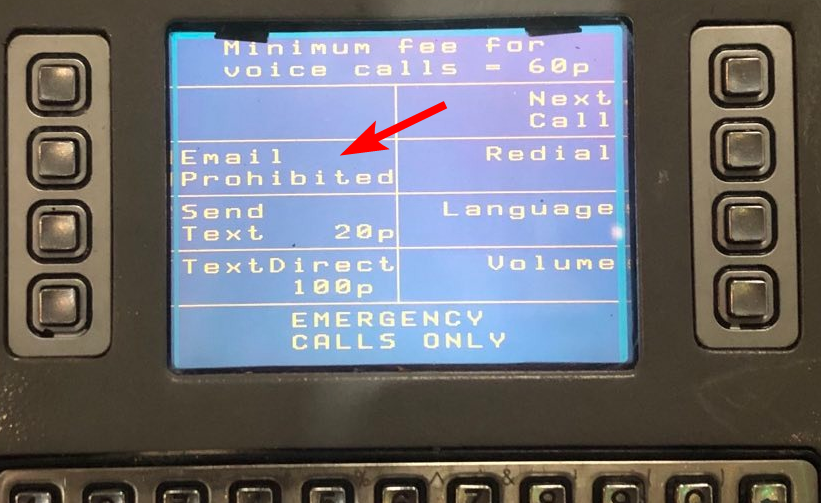 Minimum fee for
voice calls = 60p
Next
Call
Email
Prohibited
Redial
Send
Text 20p
Language
TextDirect
100p
Volume
EMERGENCY
CALLS ONLY